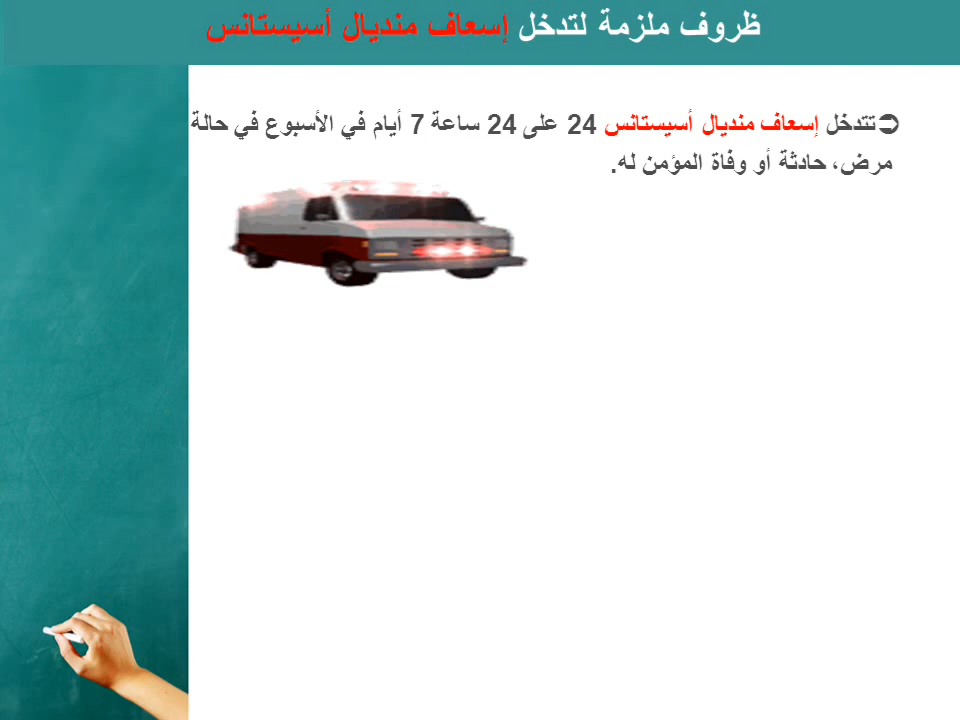 ظروف ملزمة لتدخل إسعاف منديال أسيستانس
تتدخل إسعاف منديال أسيستانس 24 على 24 ساعة 7 أيام في الأسبوع في حالة
مرض، حادثة أو وفاة المؤمن له.